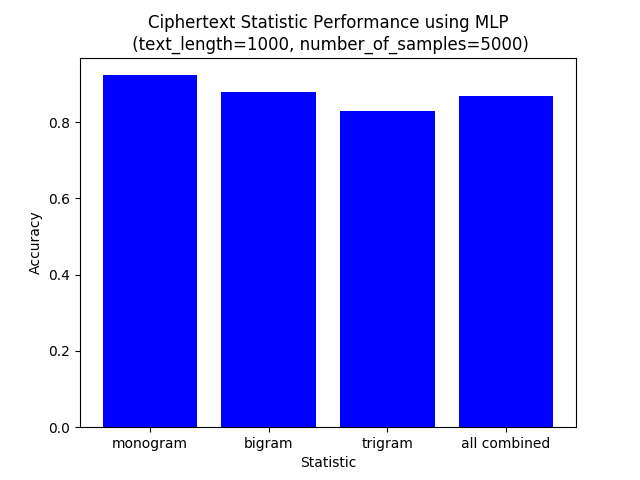 Ciphertext Statistic Performance using MLP
(text_length=1000, number_of_samples=5000)
0.8
0.6
0.4
0.2
0.0
Accuracy
monogram bigram trigram all combined
Statistic